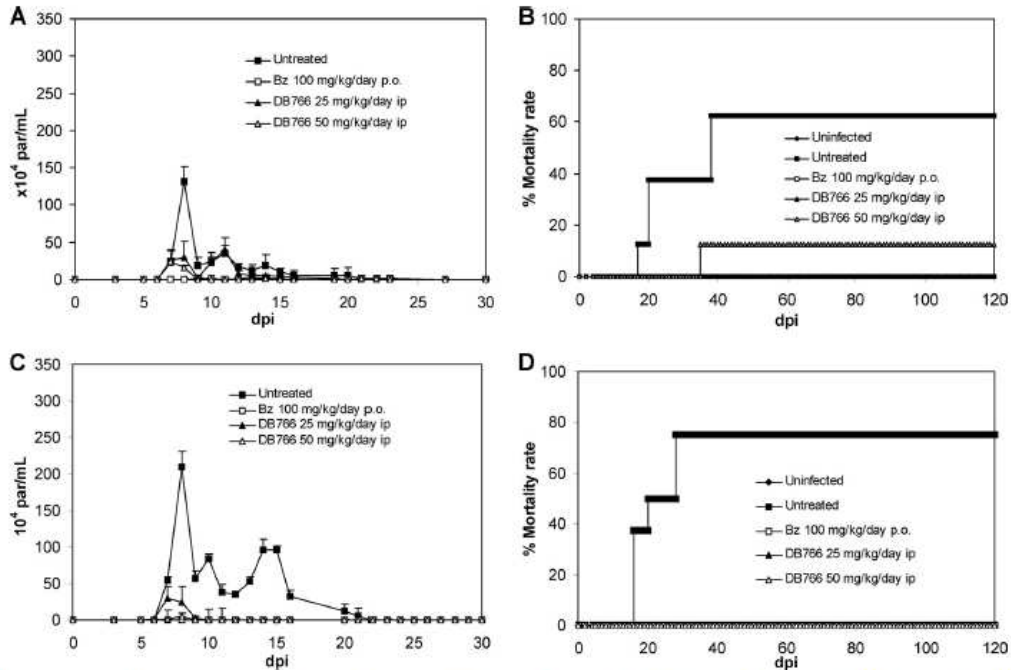 A
350
300
250
200
150
100
50
0
x10⁴ par/mL
Untreated
Bz 100 mg/kg/day p.o.
DB766 25 mg/kg/day ip
DB766 50 mg/kg/day ip
0 5 10 15 20 25 30
dpi
B
100
80
60
40
20
0
% Mortality rate
Uninfected
Untreated
Bz 100 mg/kg/day p.o.
DB766 25 mg/kg/day ip
DB766 50 mg/kg/day ip
0 20 40 60 80 100 120
dpi
C
350
300
250
200
150
100
50
0
10⁴ par/mL
Untreated
Bz 100 mg/kg/day p.o.
DB766 25 mg/kg/day ip
DB766 50 mg/kg/day ip
0 5 10 15 20 25 30
dpi
D
100
80
60
40
20
0
% Mortality rate
Uninfected
Untreated
Bz 100 mg/kg/day p.o.
DB766 25 mg/kg/day ip
DB766 50 mg/kg/day ip
0 20 40 60 80 100 120
dpi